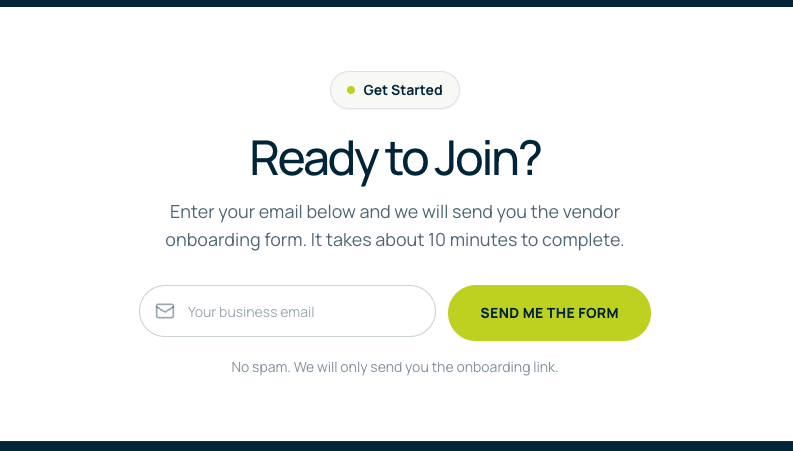 Get Started
Ready to Join?
Enter your email below and we will send you the vendor
onboarding form. It takes about 10 minutes to complete.
Your business email
SEND ME THE FORM
No spam. We will only send you the onboarding link.